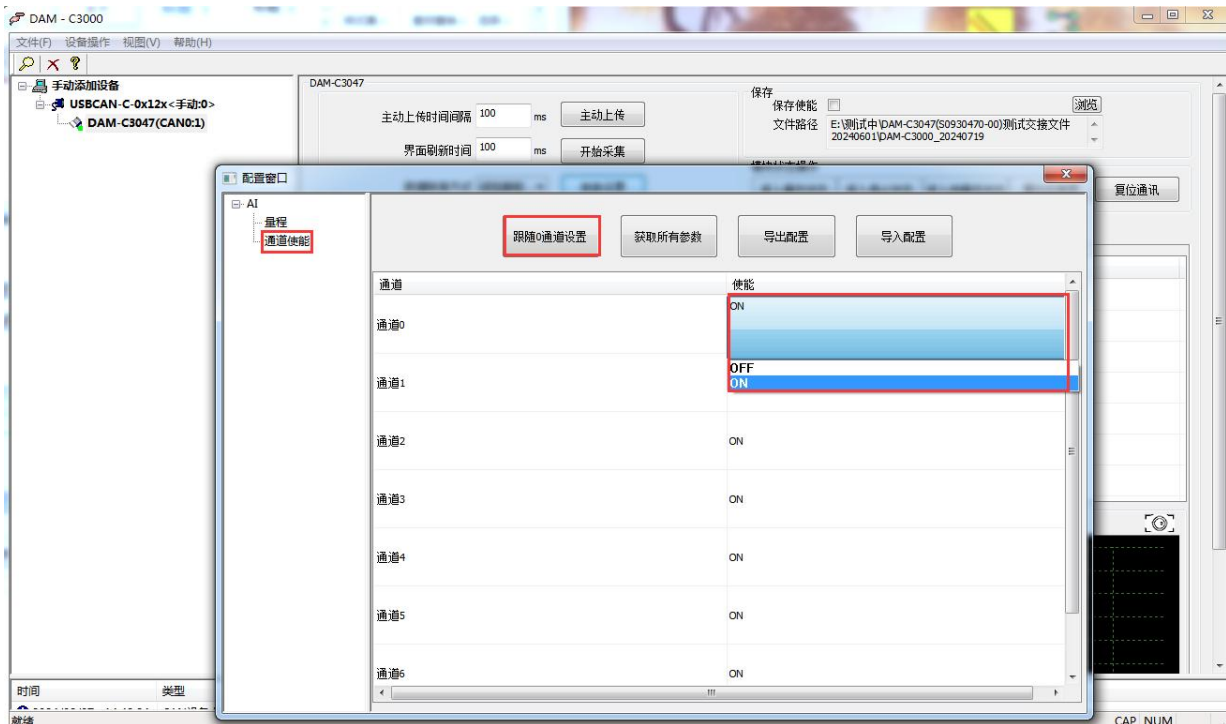 DAM - C3000
文件(F) 设备操作 视图(V) 帮助(H)
手动添加设备
USBCAN-C-0x12x<手动:0>
DAM-C3047(CAN0:1)
DAM-C3047
主动上传时间间隔 100 ms 主动上传
界面刷新时间 100 ms 开始采集
保存
保存使能 浏览
文件路径 E:\测试中\DAM-C3047(S0930470-00)测试交接文件
20240601\DAM-C3000_20240719
复位通讯
配置窗口
AI
量程
通道使能
跟随0通道设置 获取所有参数 导出配置 导入配置
通道 使能
通道0 ON
OFF
ON
通道1
通道2 ON
通道3 ON
通道4 ON
通道5 ON
通道6 ON
时间 类型
就绪 CAP NUM